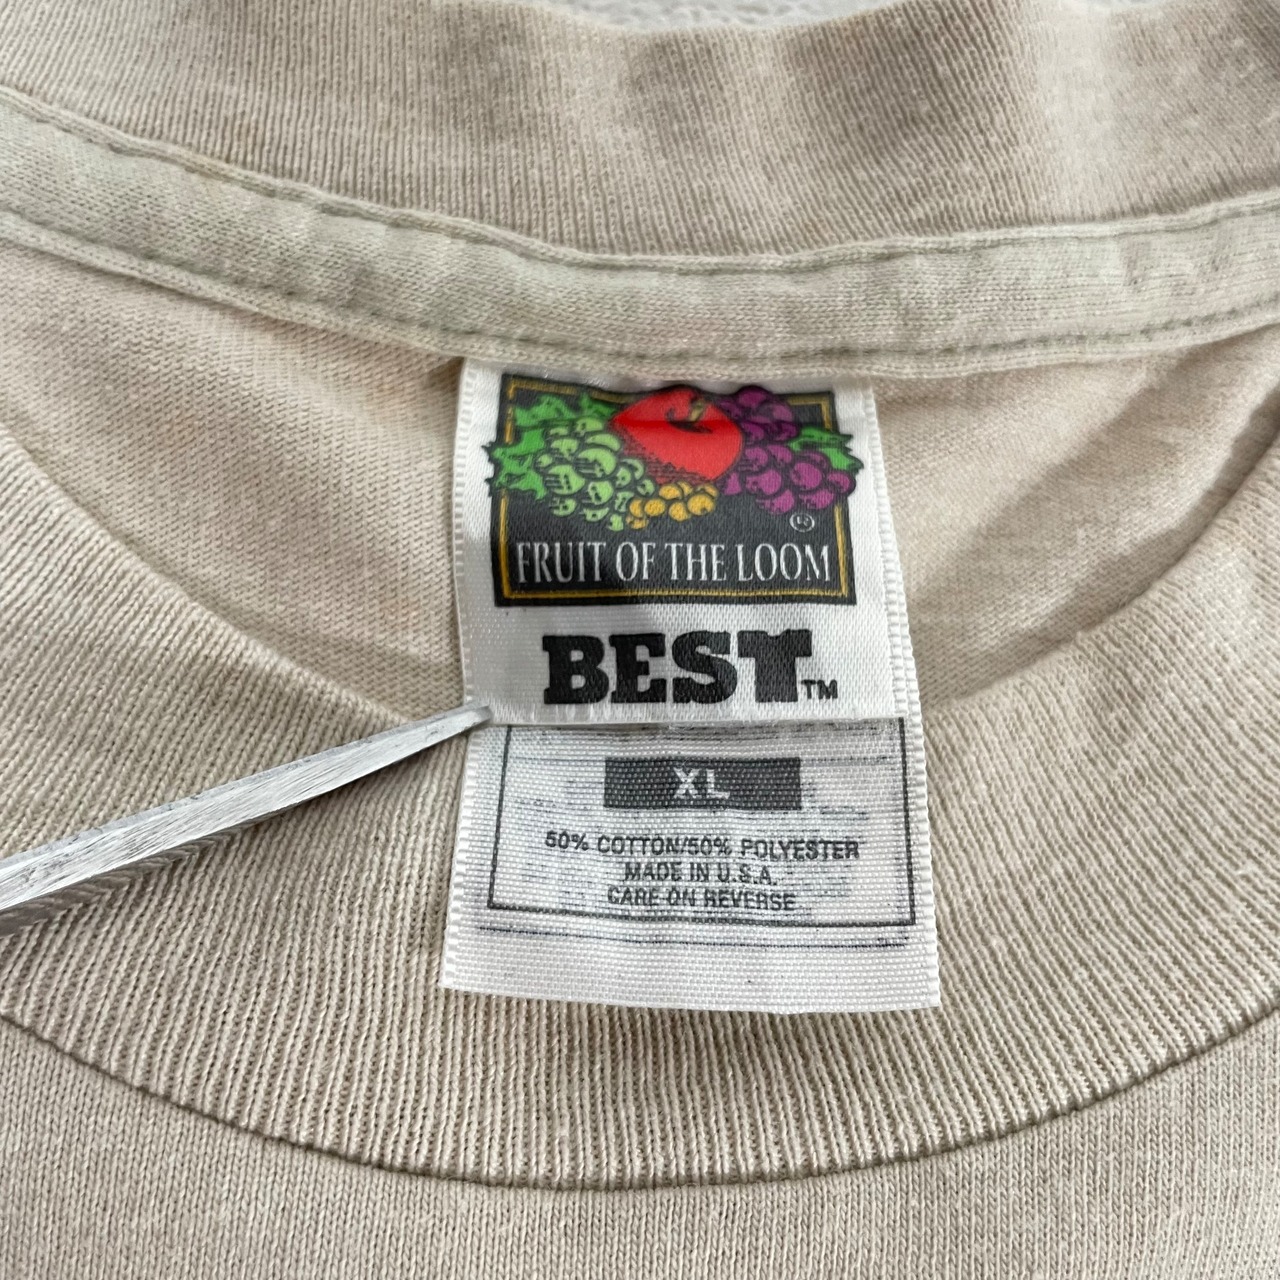 ®
FRUIT OF THE LOOM
BEST™
XL
50% COTTON/50% POLYESTER
MADE IN U.S.A.
CARE ON REVERSE